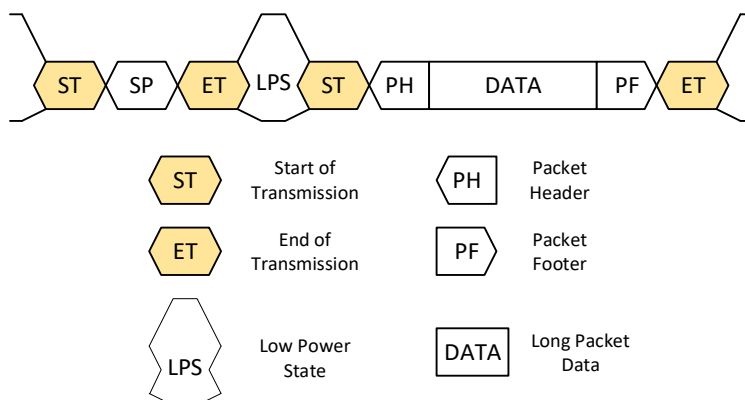 ST SP ET LPS ST PH DATA PF ET
ST
Start of
Transmission
PH
Packet
Header
ET
End of
Transmission
PF
Packet
Footer
LPS
Low Power
State
DATA
Long Packet
Data